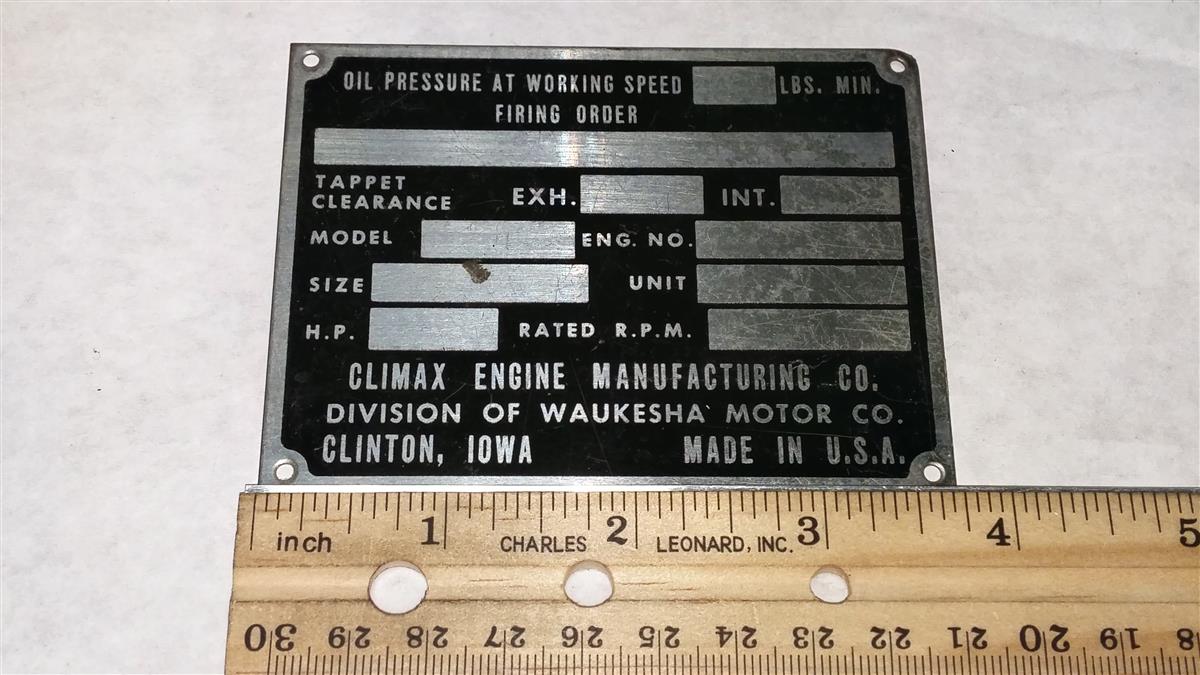 OIL PRESSURE AT WORKING SPEED LBS. MIN.
FIRING ORDER
TAPPET
CLEARANCE EXH. INT.
MODEL ENG. NO.
SIZE UNIT
H.P. RATED R.P.M.
CLIMAX ENGINE MANUFACTURING CO.
DIVISION OF WAUKESHA MOTOR CO.
CLINTON, IOWA MADE IN U.S.A.
inch 1 CHARLES 2 LEONARD, INC. 3 4 5
30 29 28 27 26 25 24 23 22 21 20 19 18